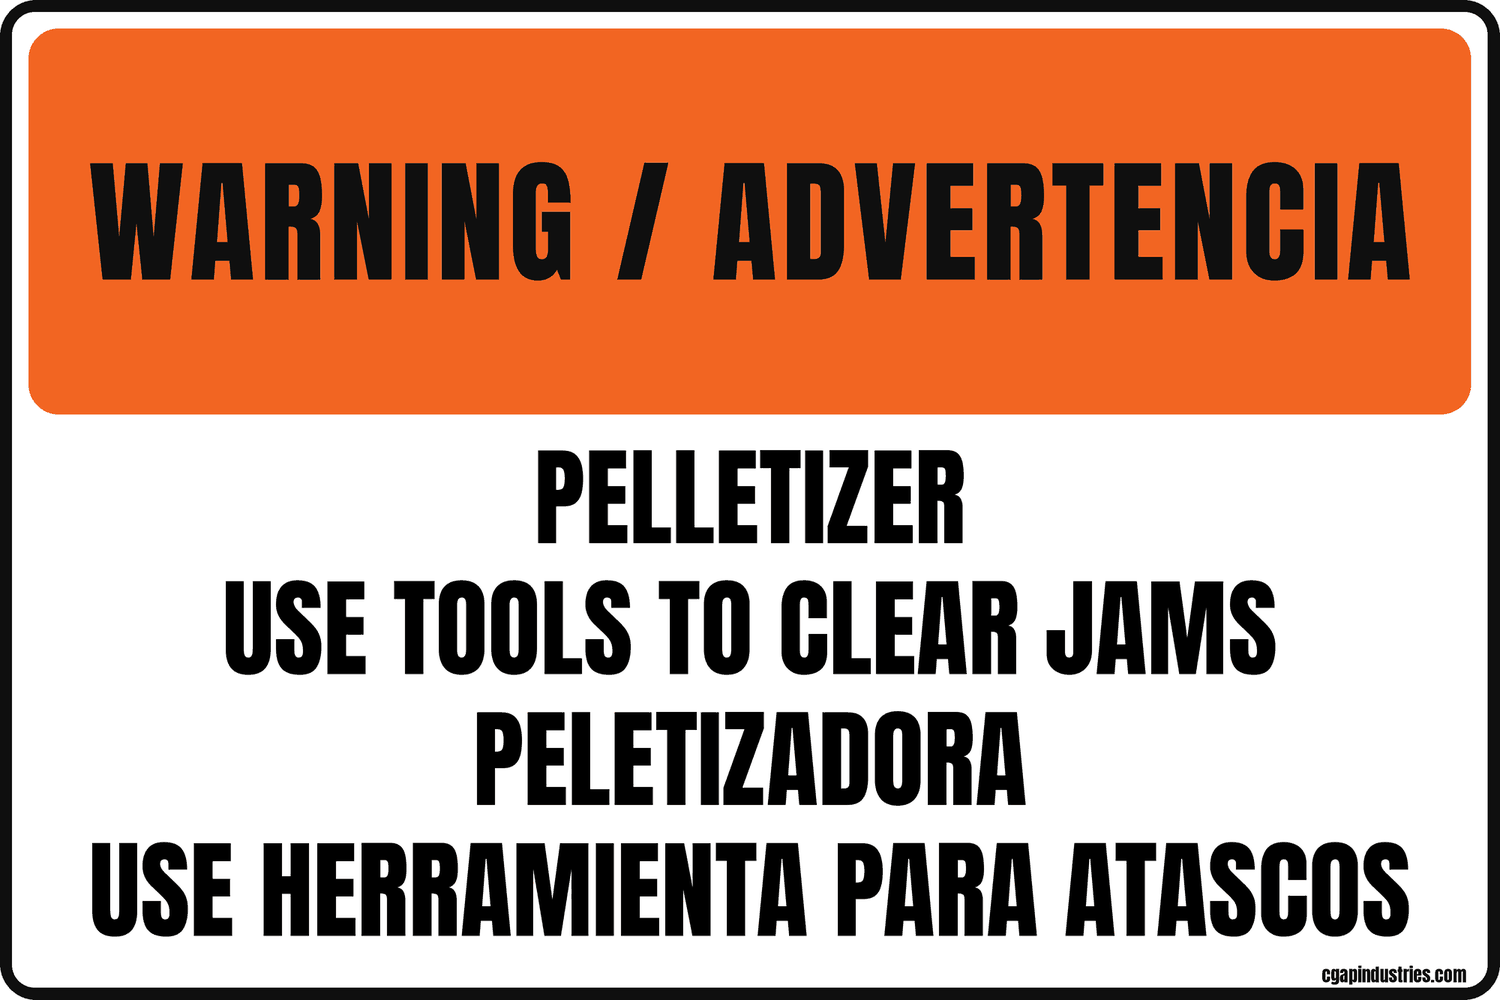 WARNING / ADVERTENCIA
PELLETIZER
USE TOOLS TO CLEAR JAMS
PELETIZADORA
USE HERRAMIENTA PARA ATASCOS
cgapindustries.com